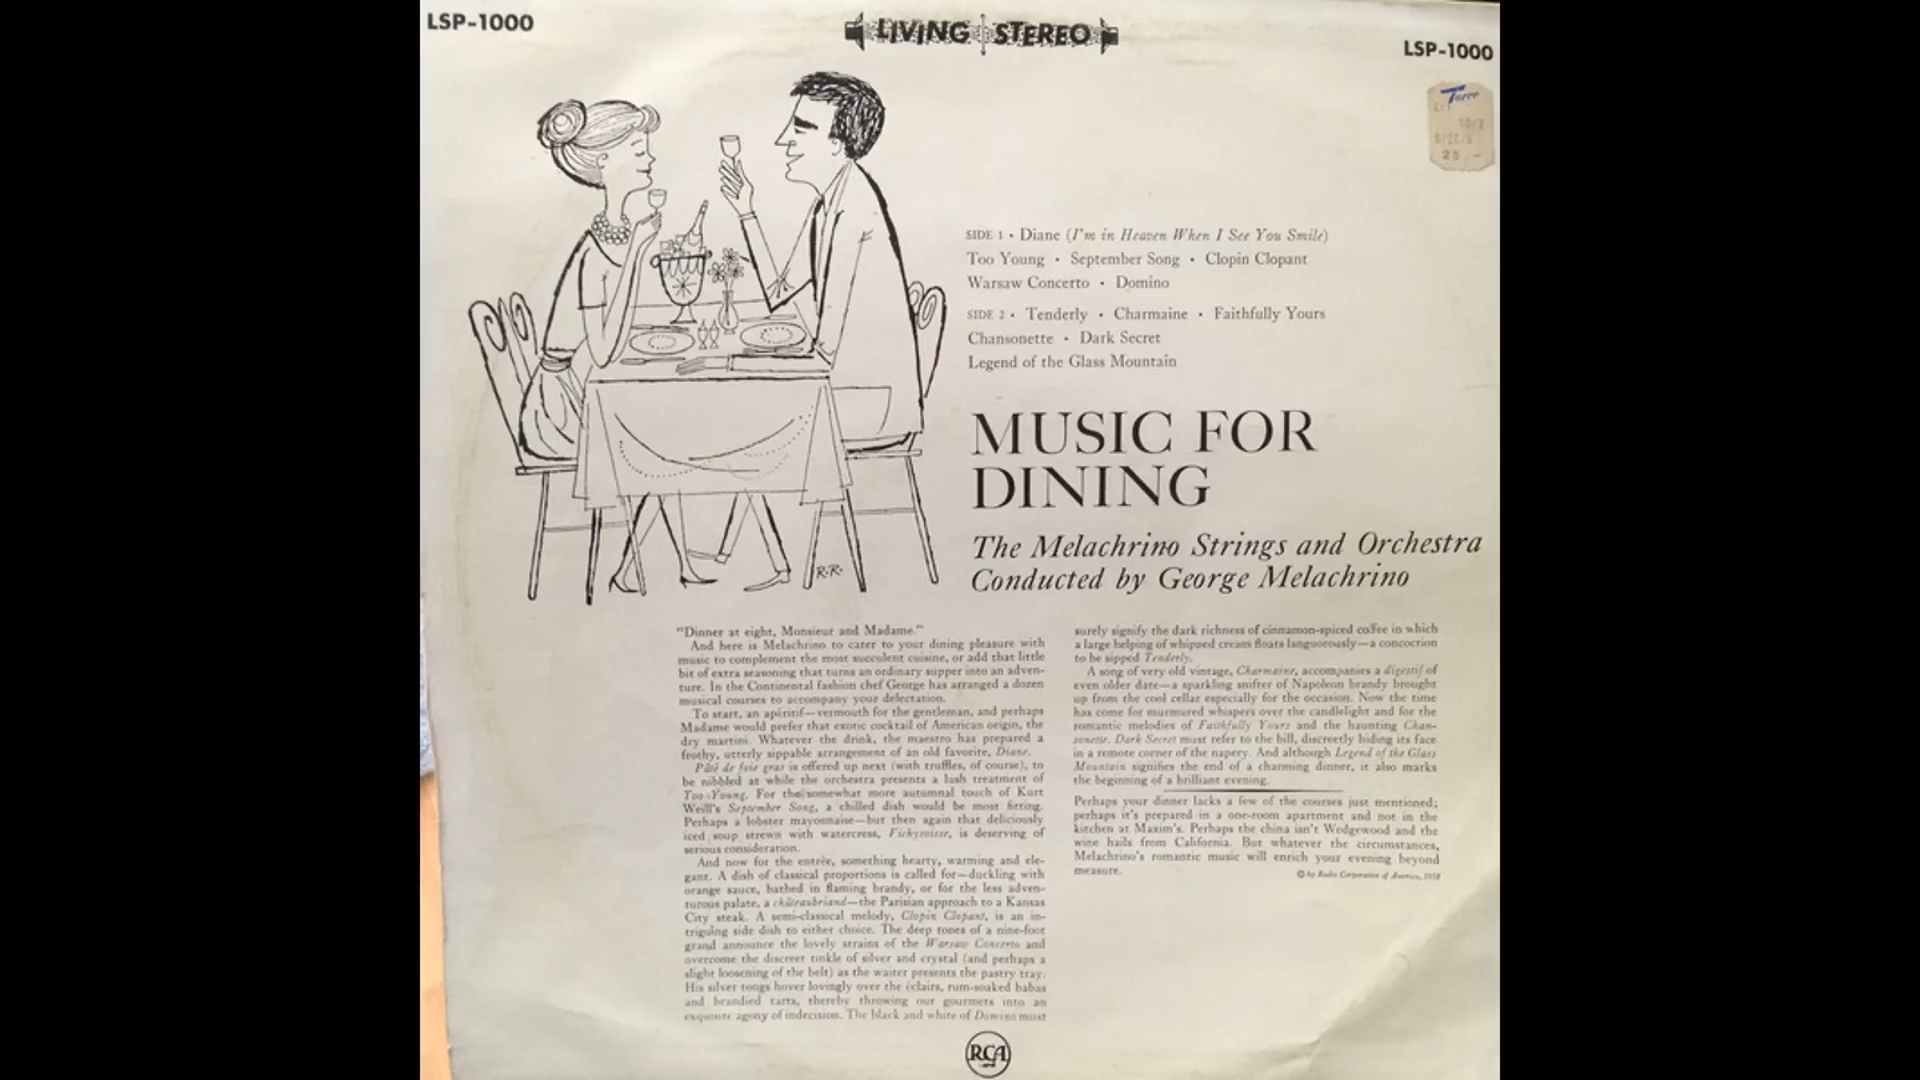 LSP-1000
LIVING STEREO
LSP-1000
Torre
25.-
SIDE 1 • Diane (I'm in Heaven When I See You Smile)
Too Young • September Song • Clopin Clopant
Warsaw Concerto • Domino
SIDE 2 • Tenderly • Charmaine • Faithfully Yours
Chansonette • Dark Secret
Legend of the Glass Mountain
MUSIC FOR
DINING
The Melachrino Strings and Orchestra
Conducted by George Melachrino
R.R.
"Dinner at eight, Monsieur and Madame."
And here is Melachrino to cater to your dining pleasure with
music to complement the most succulent cuisine, or add that little
bit of extra seasoning that turns an ordinary supper into an adven-
ture. In the Continental fashion chef George has arranged a dozen
musical courses to accompany your delectation.
To start, an apéritif—vermouth for the gentleman, and perhaps
Madame would prefer that exotic cocktail of American origin, the
dry martini. Whatever the drink, the maestro has prepared a
frothy, utterly sippable arrangement of an old favorite, Diane.
Pâté de foie gras is offered up next (with truffles, of course), to
be nibbled at while the orchestra presents a lush treatment of
Too Young. For the somewhat more autumnal touch of Kurt
Weill's September Song, a chilled dish would be most fitting.
Perhaps a lobster mayonnaise—but then again that deliciously
iced soup strewn with watercress, Vichysoisse, is deserving of
serious consideration.
And now for the entrée, something hearty, warming and ele-
gant. A dish of classical proportions is called for—duckling with
orange sauce, bathed in flaming brandy, or for the less adven-
turous palate, a châteaubriand—the Parisian approach to a Kansas
City steak. A semi-classical melody, Clopin Clopant, is an in-
triguing side dish to either choice. The deep tones of a nine-foot
grand announce the lovely strains of the Warsaw Concerto and
overcome the discreet tinkle of silver and crystal (and perhaps a
slight loosening of the belt) as the waiter presents the pastry tray.
His silver tongs hover lovingly over the éclairs, rum-soaked babas
and brandied tarts, thereby throwing our gourmets into an
exquisite agony of indecision. The black and white of Domino must
surely signify the dark richness of cinnamon-spiced coffee in which
a large helping of whipped cream floats languorously—a concoction
to be sipped Tenderly.
A song of very old vintage, Charmaine, accompanies a digestif of
even older date—a sparkling snifter of Napoleon brandy brought
up from the cool cellar especially for the occasion. Now the time
has come for murmured whispers over the candlelight and for the
romantic melodies of Faithfully Yours and the haunting Chan-
sonette. Dark Secret must refer to the bill, discreetly hiding its face
in a remote corner of the napery. And although Legend of the Glass
Mountain signifies the end of a charming dinner, it also marks
the beginning of a brilliant evening.
Perhaps your dinner lacks a few of the courses just mentioned;
perhaps it's prepared in a one-room apartment and not in the
kitchen at Maxim's. Perhaps the china isn't Wedgewood and the
wine hails from California. But whatever the circumstances,
Melachrino's romantic music will enrich your evening beyond
measure.
© by Radio Corporation of America, 1958
RCA